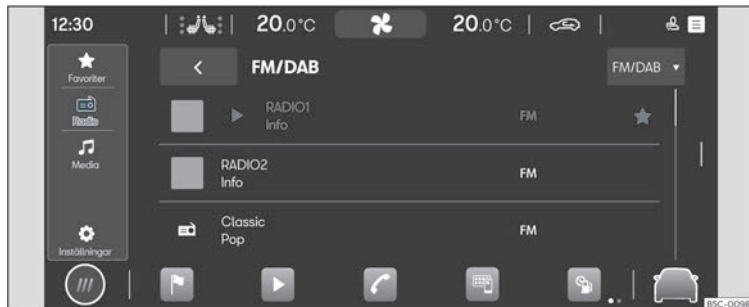 12:30
20.0°C
20.0°C
Favoriter
FM/DAB
FM/DAB
Radio
RADIO1
Info
FM
Media
RADIO2
Info
FM
Classic
Pop
FM
Inställningar
BSC-0098